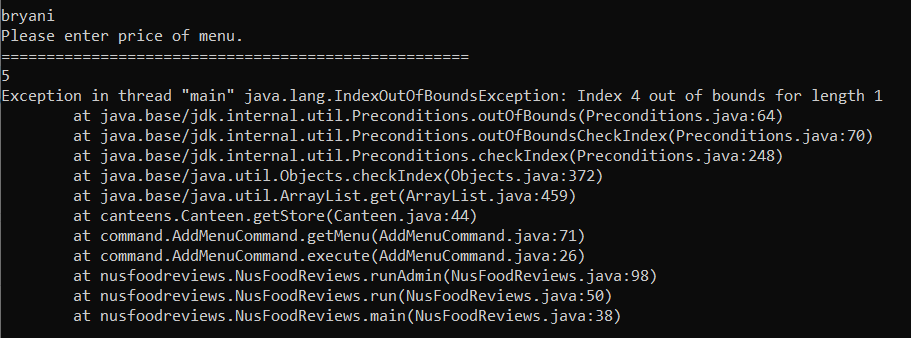 bryani
Please enter price of menu.
====================================================
5
Exception in thread "main" java.lang.IndexOutOfBoundsException: Index 4 out of bounds for length 1
at java.base/jdk.internal.util.Preconditions.outOfBounds(Preconditions.java:64)
at java.base/jdk.internal.util.Preconditions.outOfBoundsCheckIndex(Preconditions.java:70)
at java.base/jdk.internal.util.Preconditions.checkIndex(Preconditions.java:248)
at java.base/java.util.Objects.checkIndex(Objects.java:372)
at java.base/java.util.ArrayList.get(ArrayList.java:459)
at canteens.Canteen.getStore(Canteen.java:44)
at command.AddMenuCommand.getMenu(AddMenuCommand.java:71)
at command.AddMenuCommand.execute(AddMenuCommand.java:26)
at nusfoodreviews.NusFoodReviews.runAdmin(NusFoodReviews.java:98)
at nusfoodreviews.NusFoodReviews.run(NusFoodReviews.java:50)
at nusfoodreviews.NusFoodReviews.main(NusFoodReviews.java:38)